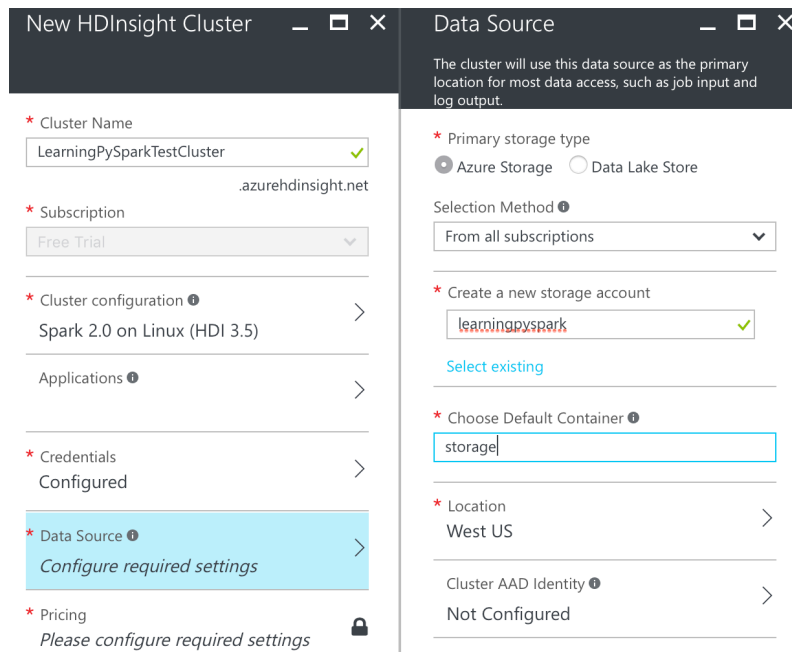 New HDInsight Cluster
* Cluster Name
LearningPySparkTestCluster
.azurehdinsight.net
* Subscription
Free Trial
* Cluster configuration
Spark 2.0 on Linux (HDI 3.5)
Applications
* Credentials
Configured
* Data Source
Configure required settings
* Pricing
Please configure required settings
Data Source
The cluster will use this data source as the primary
location for most data access, such as job input and
log output.
* Primary storage type
Azure Storage Data Lake Store
Selection Method
From all subscriptions
* Create a new storage account
learningpyspark
Select existing
* Choose Default Container
storage
* Location
West US
Cluster AAD Identity
Not Configured